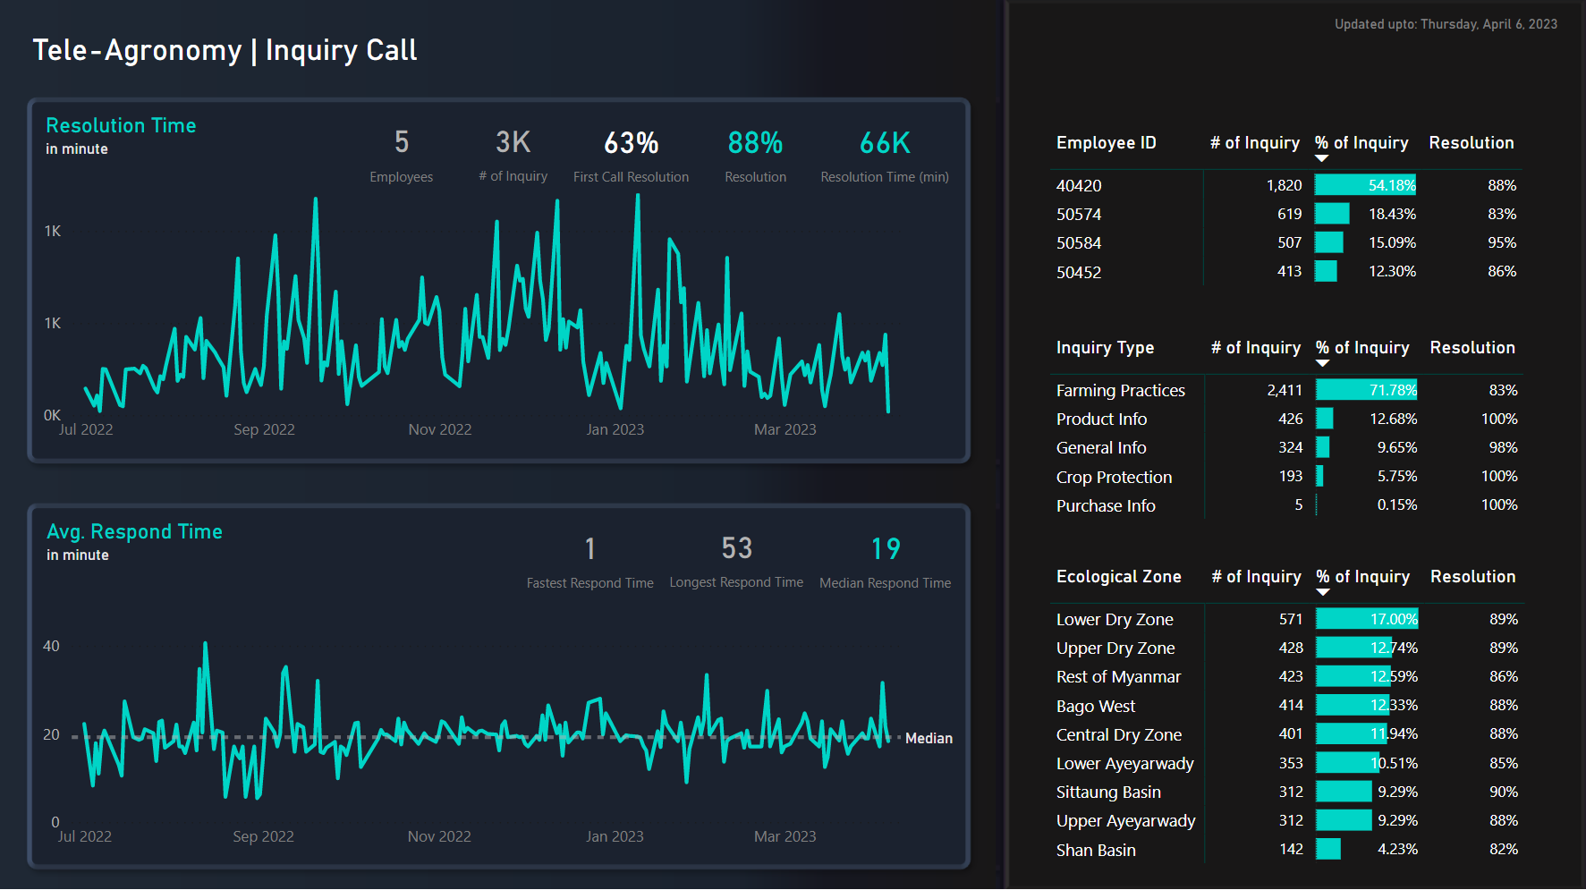 Updated upto: Thursday, April 6, 2023
Tele-Agronomy | Inquiry Call
Resolution Time
in minute
5 3K 63% 88% 66K
Employees # of Inquiry First Call Resolution Resolution Resolution Time (min)
1K
1K
0K
Jul 2022 Sep 2022 Nov 2022 Jan 2023 Mar 2023
Avg. Respond Time
in minute
1 53 19
Fastest Respond Time Longest Respond Time Median Respond Time
40
20
Median
0
Jul 2022 Sep 2022 Nov 2022 Jan 2023 Mar 2023
Employee ID # of Inquiry % of Inquiry Resolution
40420 1,820 54.18% 88%
50574 619 18.43% 83%
50584 507 15.09% 95%
50452 413 12.30% 86%
Inquiry Type # of Inquiry % of Inquiry Resolution
Farming Practices 2,411 71.78% 83%
Product Info 426 12.68% 100%
General Info 324 9.65% 98%
Crop Protection 193 5.75% 100%
Purchase Info 5 0.15% 100%
Ecological Zone # of Inquiry % of Inquiry Resolution
Lower Dry Zone 571 17.00% 89%
Upper Dry Zone 428 12.74% 89%
Rest of Myanmar 423 12.59% 86%
Bago West 414 12.33% 88%
Central Dry Zone 401 11.94% 88%
Lower Ayeyarwady 353 10.51% 85%
Sittaung Basin 312 9.29% 90%
Upper Ayeyarwady 312 9.29% 88%
Shan Basin 142 4.23% 82%